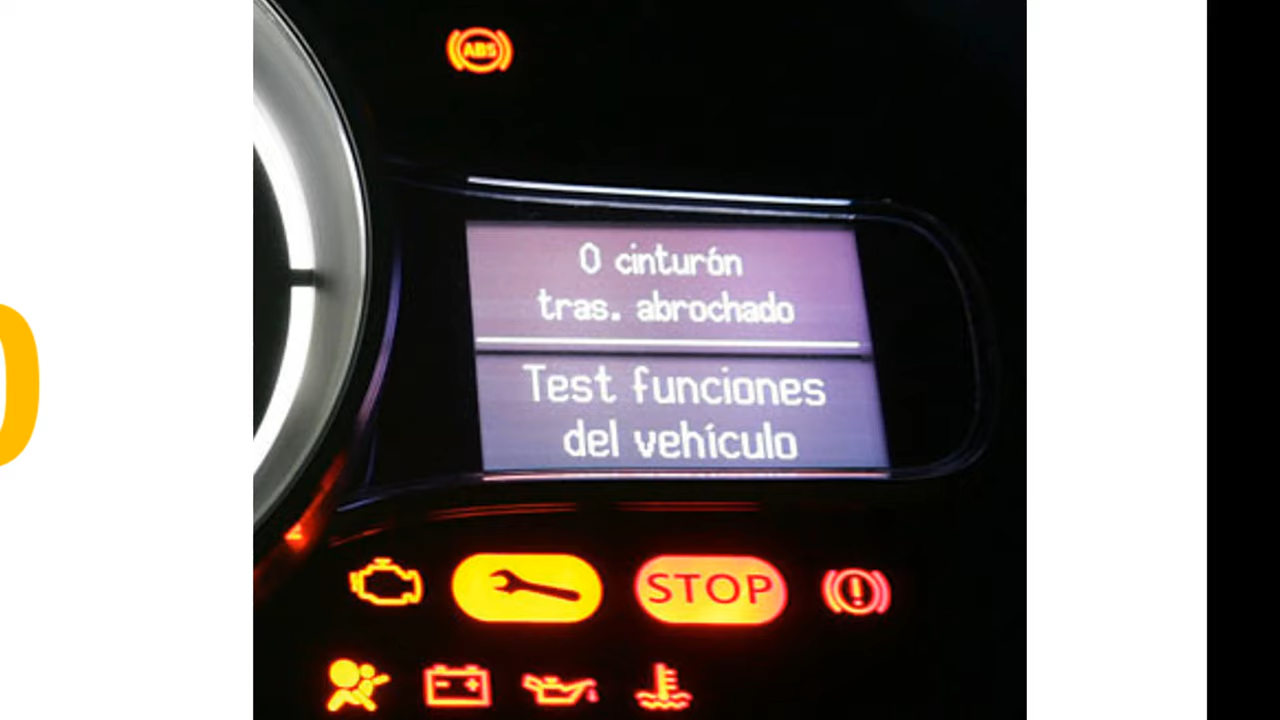 ABS
0 cinturón
tras. abrochado
Test funciones
del vehículo
STOP